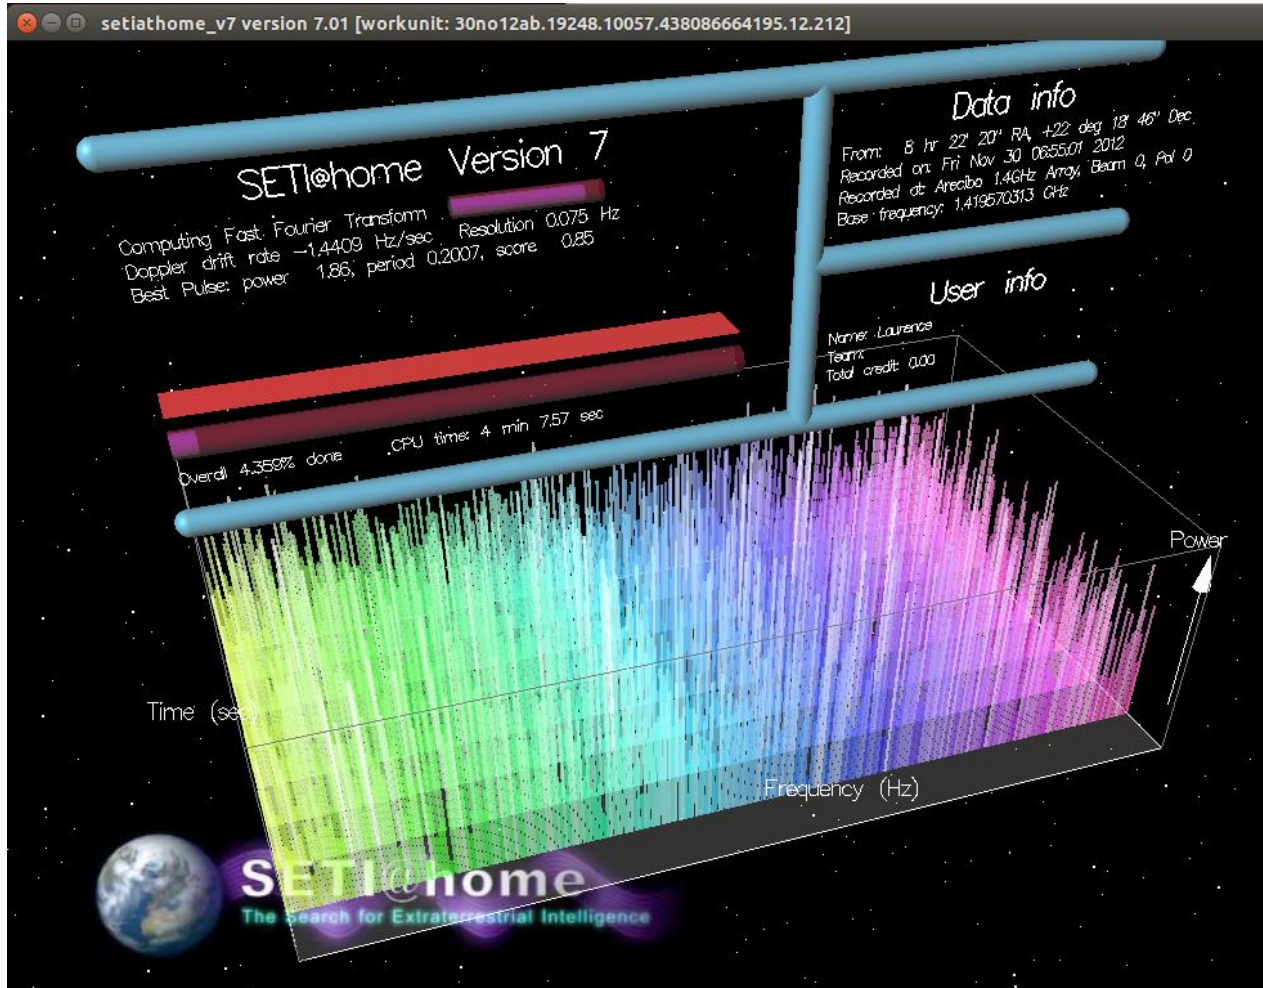 setiathome_v7 version 7.01 [workunit: 30no12ab.19248.10057.438086664195.12.212]
SETI@home Version 7
Computing Fast Fourier Transform
Doppler drift rate -1.4409 Hz/sec Resolution 0.075 Hz
Best Pulse: power 1.86, period 0.2007, score 0.85
Overall 4.359% done CPU time: 4 min 7.57 sec
Data info
From: 8 hr 22' 20" RA, +22 deg 18' 46" Dec
Recorded on: Fri Nov 30 06:55:01 2012
Recorded at: Arecibo 1.4GHz Array, Beam 0, Pol 0
Base frequency: 1.419570313 GHz
User info
Name: Laurence
Team:
Total credit: 0.00
Power
Time (sec)
Frequency (Hz)
SETI@home
The Search for Extraterrestrial Intelligence